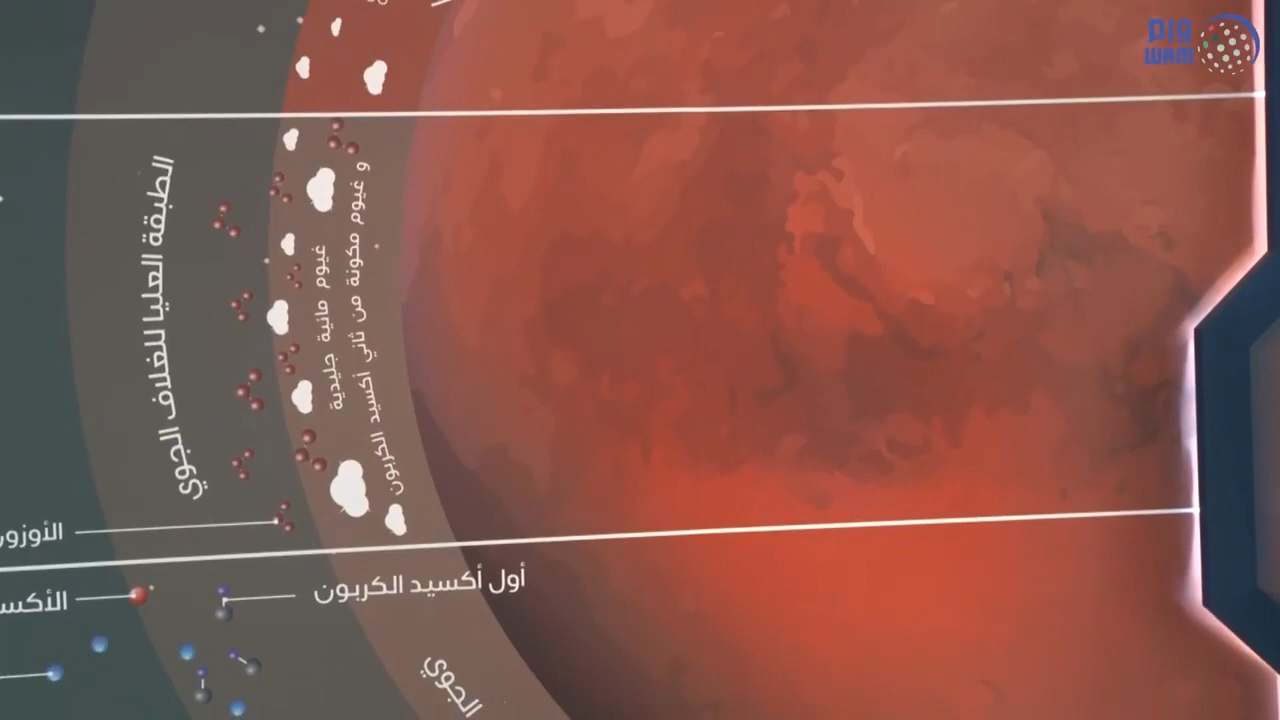 وام
WAM
الطبقة العليا للغلاف الجوي
غيوم مائية جليدية
و غيوم مكونة من ثاني أكسيد الكربون
أول أكسيد الكربون
الجوي